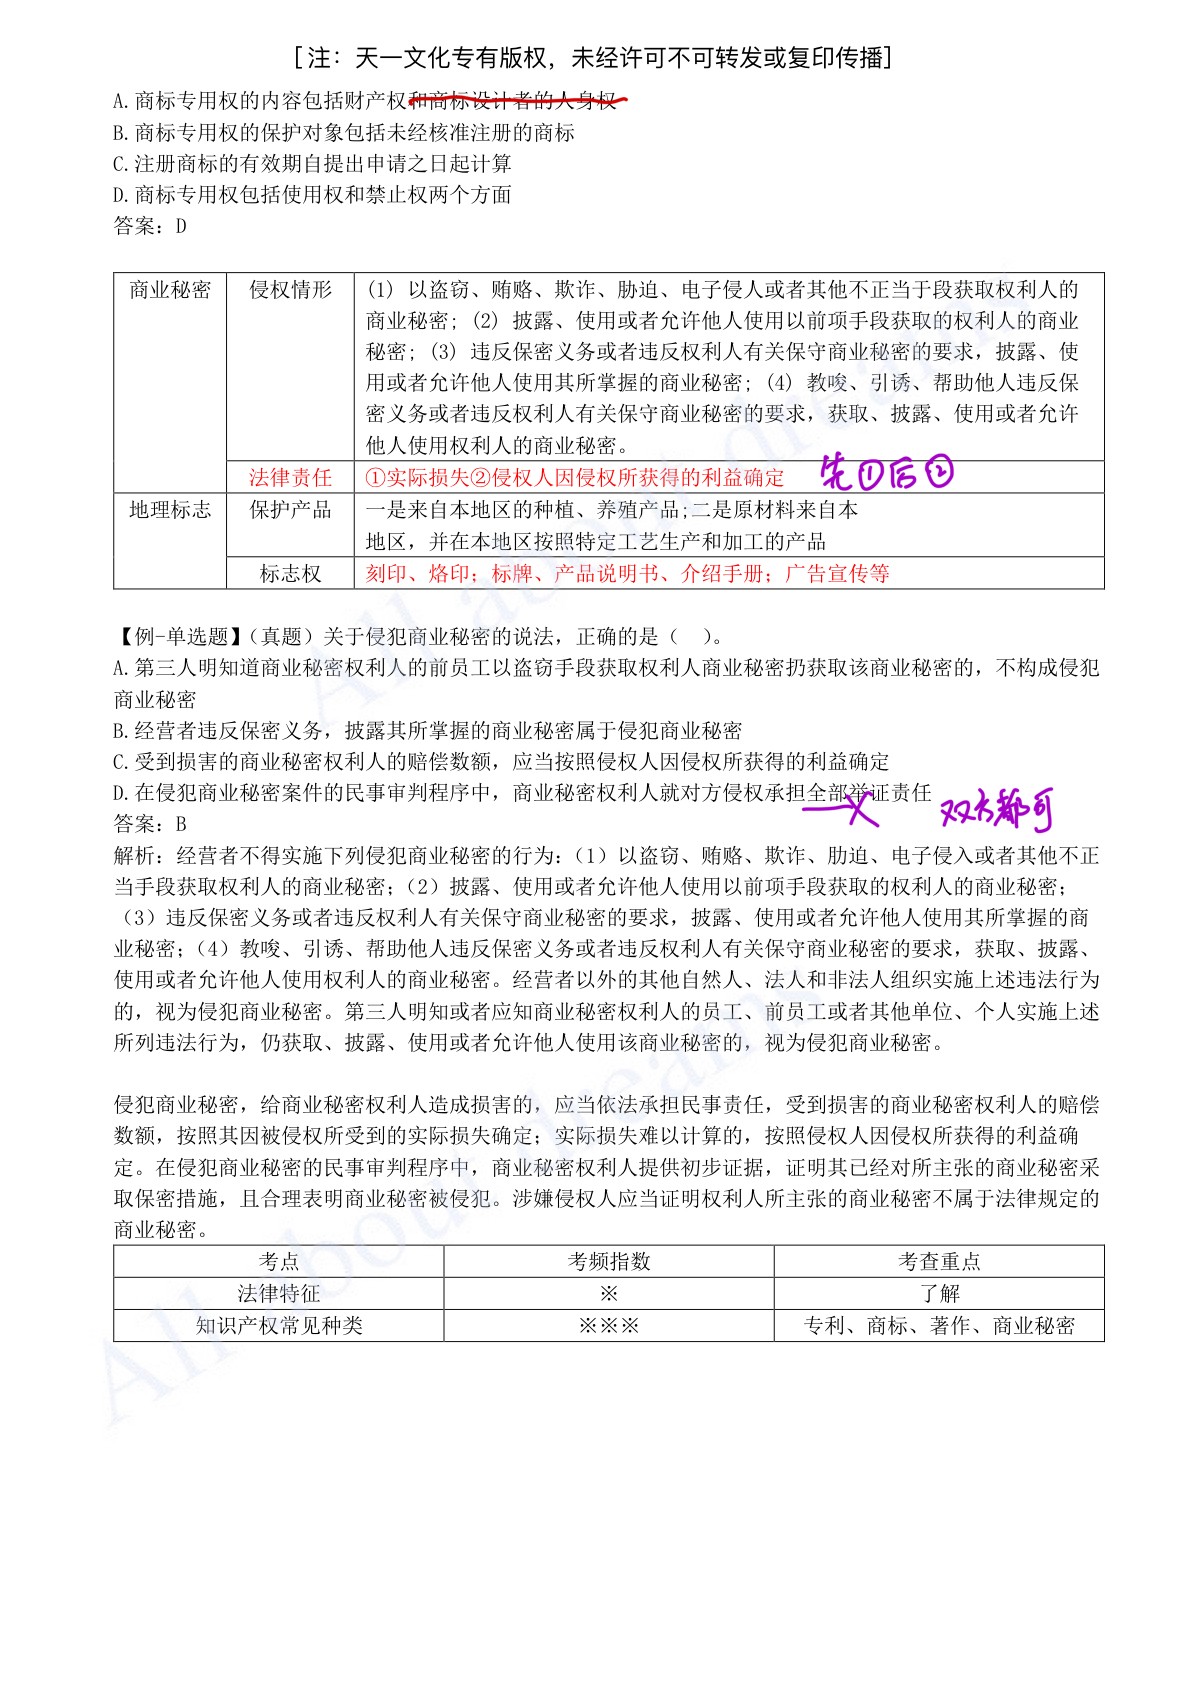 [注：天一文化专有版权，未经许可不可转发或复印传播]
A.商标专用权的内容包括财产权和商标设计者的人身权
B.商标专用权的保护对象包括未经核准注册的商标
C.注册商标的有效期自提出申请之日起计算
D.商标专用权包括使用权和禁止权两个方面
答案：D
商业秘密 侵权情形 (1) 以盗窃、贿赂、欺诈、胁迫、电子侵人或者其他不正当于段获取权利人的
商业秘密；(2) 披露、使用或者允许他人使用以前项手段获取的权利人的商业
秘密；(3) 违反保密义务或者违反权利人有关保守商业秘密的要求，披露、使
用或者允许他人使用其所掌握的商业秘密；(4) 教唆、引诱、帮助他人违反保
密义务或者违反权利人有关保守商业秘密的要求，获取、披露、使用或者允许
他人使用权利人的商业秘密。
法律责任 ①实际损失②侵权人因侵权所获得的利益确定 先①后②
地理标志 保护产品 一是来自本地区的种植、养殖产品;二是原材料来自本
地区，并在本地区按照特定工艺生产和加工的产品
标志权 刻印、烙印；标牌、产品说明书、介绍手册；广告宣传等
【例-单选题】（真题）关于侵犯商业秘密的说法，正确的是（ ）。
A.第三人明知道商业秘密权利人的前员工以盗窃手段获取权利人商业秘密扔获取该商业秘密的，不构成侵犯
商业秘密
B.经营者违反保密义务，披露其所掌握的商业秘密属于侵犯商业秘密
C.受到损害的商业秘密权利人的赔偿数额，应当按照侵权人因侵权所获得的利益确定
D.在侵犯商业秘密案件的民事审判程序中，商业秘密权利人就对方侵权承担全部举证责任
双方都可
答案：B
解析：经营者不得实施下列侵犯商业秘密的行为：（1）以盗窃、贿赂、欺诈、肋迫、电子侵入或者其他不正
当手段获取权利人的商业秘密；（2）披露、使用或者允许他人使用以前项手段获取的权利人的商业秘密；
（3）违反保密义务或者违反权利人有关保守商业秘密的要求，披露、使用或者允许他人使用其所掌握的商
业秘密；（4）教唆、引诱、帮助他人违反保密义务或者违反权利人有关保守商业秘密的要求，获取、披露、
使用或者允许他人使用权利人的商业秘密。经营者以外的其他自然人、法人和非法人组织实施上述违法行为
的，视为侵犯商业秘密。第三人明知或者应知商业秘密权利人的员工、前员工或者其他单位、个人实施上述
所列违法行为，仍获取、披露、使用或者允许他人使用该商业秘密的，视为侵犯商业秘密。
侵犯商业秘密，给商业秘密权利人造成损害的，应当依法承担民事责任，受到损害的商业秘密权利人的赔偿
数额，按照其因被侵权所受到的实际损失确定；实际损失难以计算的，按照侵权人因侵权所获得的利益确
定。在侵犯商业秘密的民事审判程序中，商业秘密权利人提供初步证据，证明其已经对所主张的商业秘密采
取保密措施，且合理表明商业秘密被侵犯。涉嫌侵权人应当证明权利人所主张的商业秘密不属于法律规定的
商业秘密。
考点 考频指数 考查重点
法律特征 ※ 了解
知识产权常见种类 ※※※ 专利、商标、著作、商业秘密
All about dreams
All about dreams